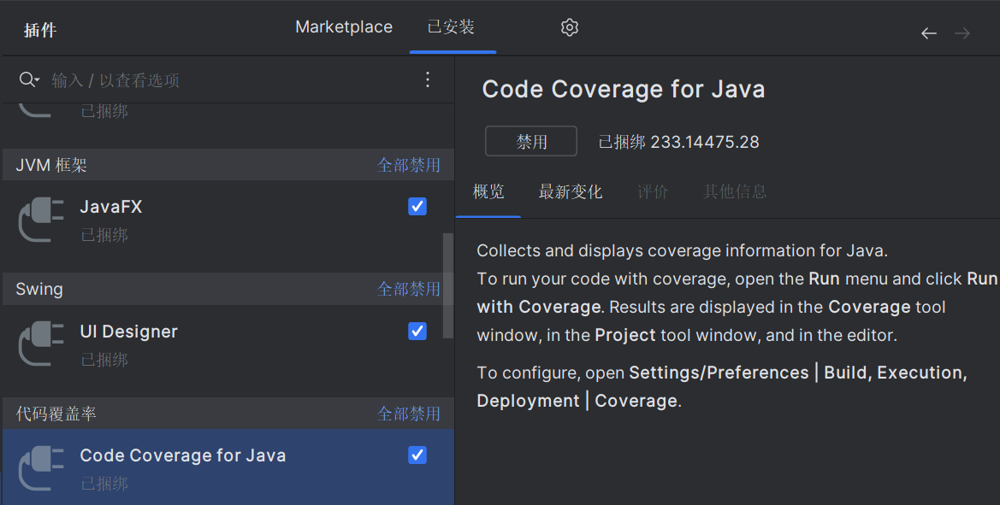 插件
Marketplace
已安装
输入 / 以查看选项
已捆绑
JVM 框架
全部禁用
JavaFX
已捆绑
Swing
全部禁用
UI Designer
已捆绑
代码覆盖率
全部禁用
Code Coverage for Java
已捆绑
Code Coverage for Java
禁用
已捆绑 233.14475.28
概览
最新变化
评价
其他信息
Collects and displays coverage information for Java.
To run your code with coverage, open the Run menu and click Run
with Coverage. Results are displayed in the Coverage tool
window, in the Project tool window, and in the editor.
To configure, open Settings/Preferences | Build, Execution,
Deployment | Coverage.